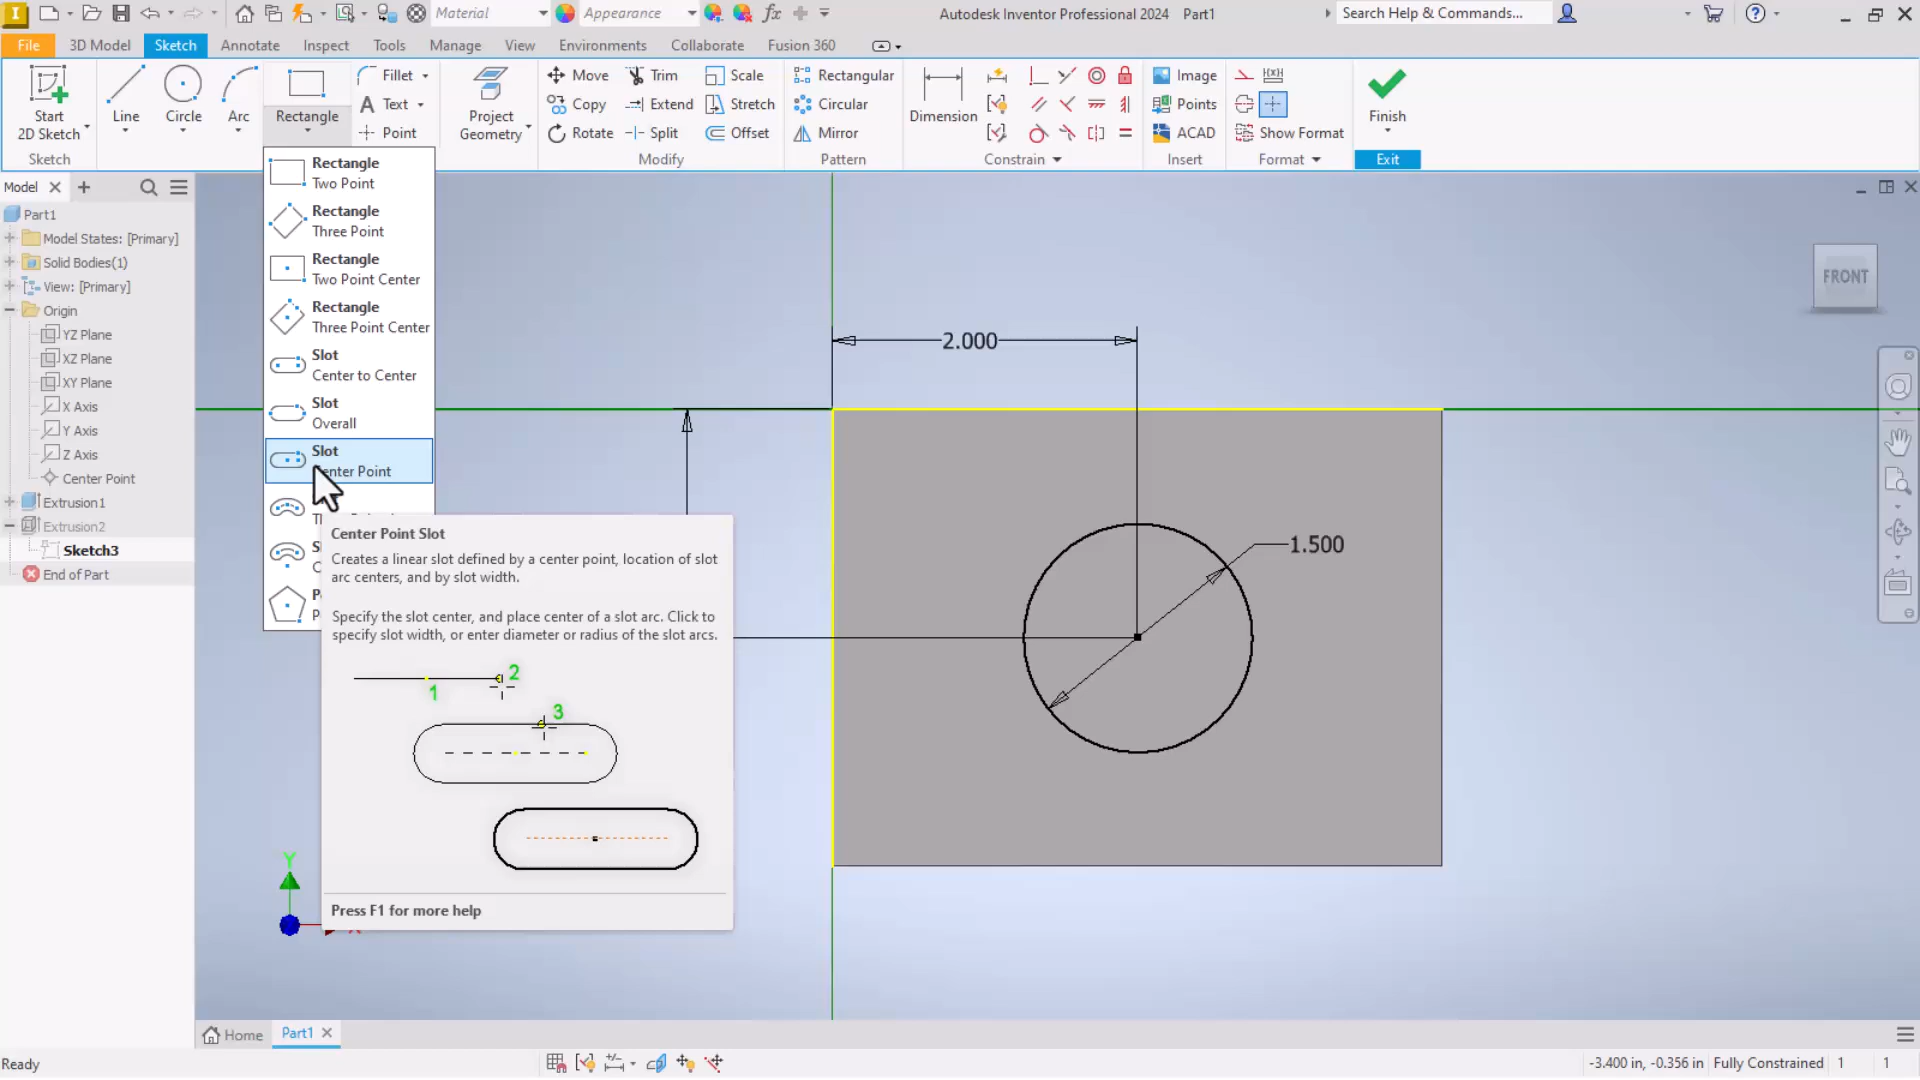 Material
Appearance
fx
Autodesk Inventor Professional 2024 Part1
Search Help & Commands...
File
3D Model
Sketch
Annotate
Inspect
Tools
Manage
View
Environments
Collaborate
Fusion 360
Start
2D Sketch
Line
Circle
Arc
Rectangle
Fillet
Text
Point
Project
Geometry
Move
Copy
Rotate
Trim
Extend
Split
Scale
Stretch
Offset
Rectangular
Circular
Mirror
Dimension
Image
Points
ACAD
Show Format
Finish
Sketch
Modify
Pattern
Constrain
Insert
Format
Exit
Model
Part1
Model States: [Primary]
Solid Bodies(1)
View: [Primary]
Origin
YZ Plane
XZ Plane
XY Plane
X Axis
Y Axis
Z Axis
Center Point
Extrusion1
Extrusion2
Sketch3
End of Part
Rectangle
Two Point
Rectangle
Three Point
Rectangle
Two Point Center
Rectangle
Three Point Center
Slot
Center to Center
Slot
Overall
Slot
Center Point
Center Point Slot
Creates a linear slot defined by a center point, location of slot
arc centers, and by slot width.
Specify the slot center, and place center of a slot arc. Click to
specify slot width, or enter diameter or radius of the slot arcs.
1
2
3
Press F1 for more help
2.000
1.500
FRONT
Y
X
Home
Part1
Ready
-3.400 in, -0.356 in
Fully Constrained
1
1